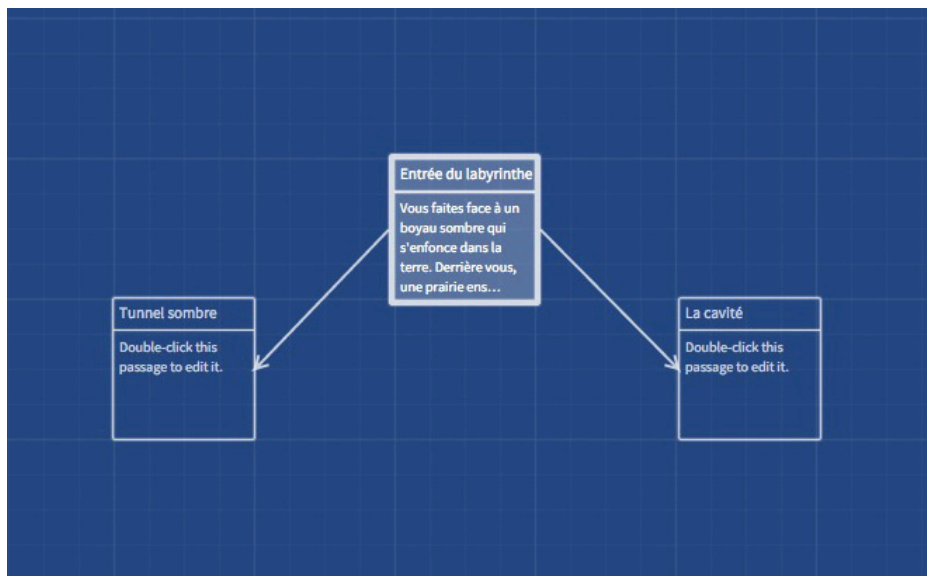 Entrée du labyrinthe
Vous faites face à un
boyau sombre qui
s'enfonce dans la
terre. Derrière vous,
une prairie ens…
Tunnel sombre
Double-click this
passage to edit it.
La cavité
Double-click this
passage to edit it.